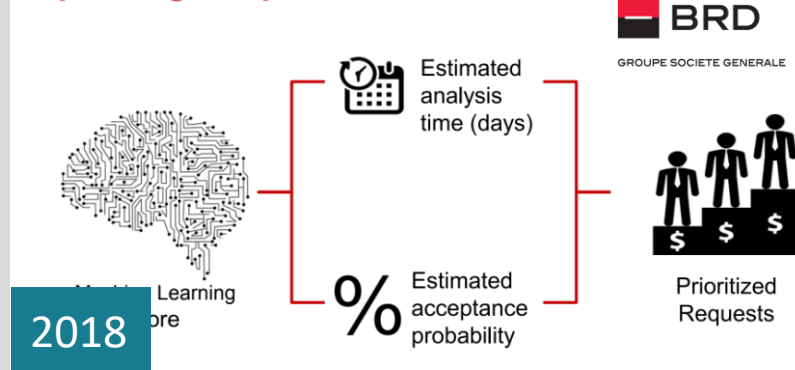 BRD
GROUPE SOCIETE GENERALE
Estimated
analysis
time (days)
Learning
%
Estimated
acceptance
probability
Prioritized
Requests
$ $ $
2018